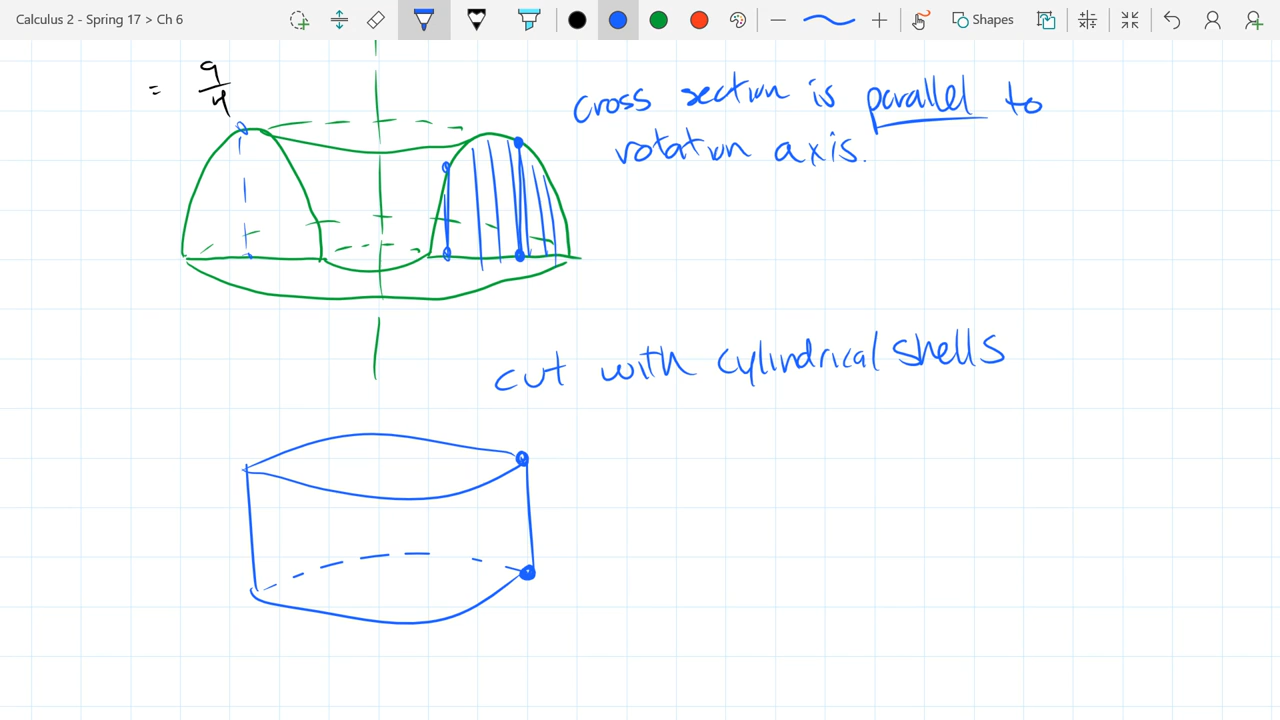 Calculus 2 - Spring 17 > Ch 6
Shapes
= 9/4
cross section is parallel to
rotation axis.
cut with cylindrical shells